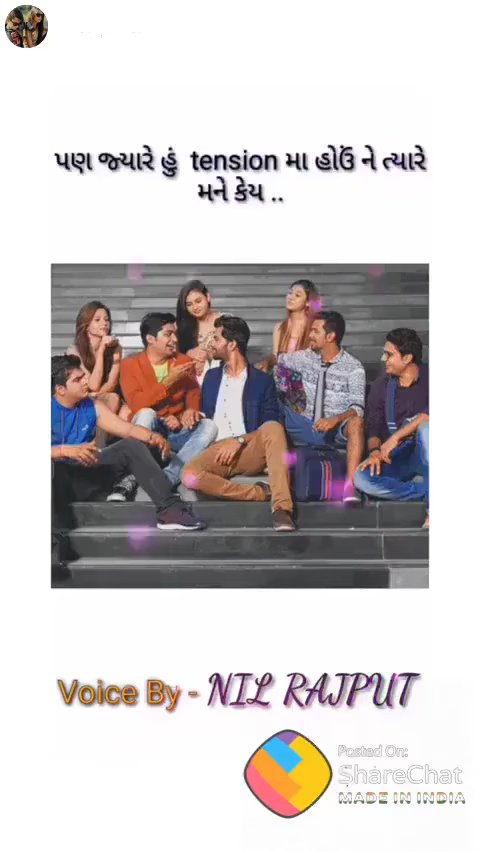 પણ જ્યારે હું tension મા હોઉં ને ત્યારે
મને કેય ..
Voice By - NIL RAJPUT
Posted On:
ShareChat
MADE IN INDIA